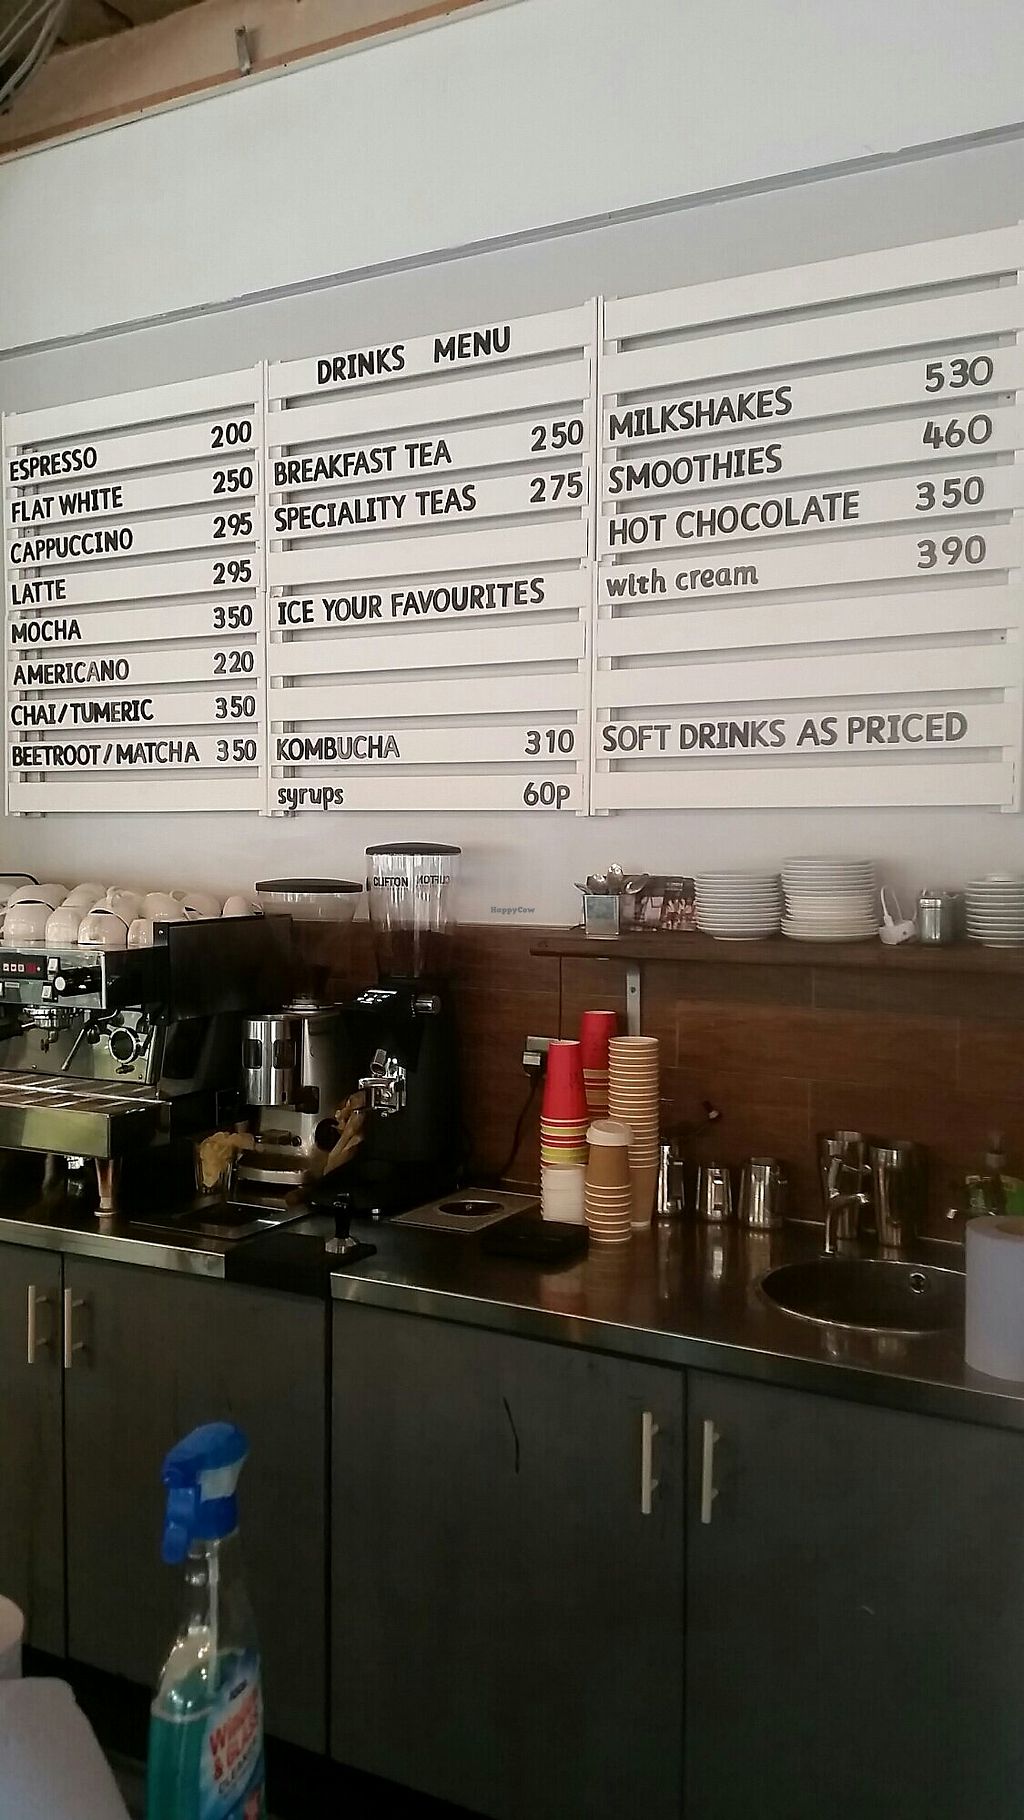 DRINKS MENU
ESPRESSO 200
FLAT WHITE 250
CAPPUCCINO 295
LATTE 295
MOCHA 350
AMERICANO 220
CHAI/TUMERIC 350
BEETROOT/MATCHA 350
BREAKFAST TEA 250
SPECIALITY TEAS 275
ICE YOUR FAVOURITES
KOMBUCHA 310
syrups 60p
MILKSHAKES 530
SMOOTHIES 460
HOT CHOCOLATE 350
with cream 390
SOFT DRINKS AS PRICED
CLIFTON
HappyCow